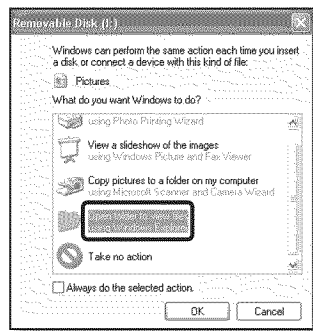 Removable Disk (I:)
Windows can perform the same action each time you insert
a disk or connect a device with this kind of file:
Pictures
What do you want Windows to do?
using Photo Printing Wizard
View a slideshow of the images
using Windows Picture and Fax Viewer
Copy pictures to a folder on my computer
using Microsoft Scanner and Camera Wizard
using Windows Explorer
Take no action
Always do the selected action.
OK
Cancel